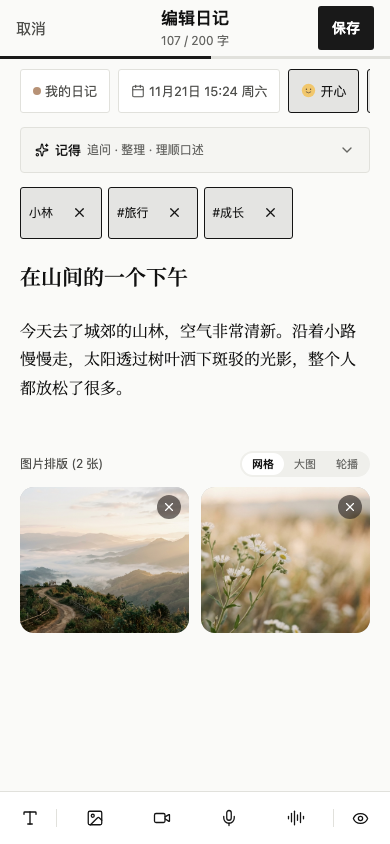 取消
编辑日记
107 / 200 字
保存
我的日记
11月21日 15:24 周六
开心
记得 追问 · 整理 · 理顺口述
小林
#旅行
#成长
在山间的一个下午
今天去了城郊的山林，空气非常清新。沿着小路
慢慢走，太阳透过树叶洒下斑驳的光影，整个人
都放松了很多。
图片排版 (2 张)
网格
大图
轮播